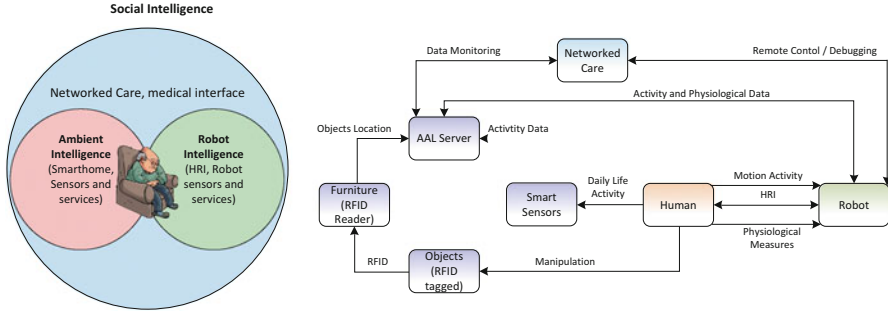 Social Intelligence
Networked Care, medical interface
Ambient
Intelligence
(Smarthome,
Sensors and
services)
Robot
Intelligence
(HRI, Robot
sensors and
services)
Data Monitoring
Networked
Care
Remote Contol / Debugging
Activity and Physiological Data
Objects Location
AAL Server
Activtity Data
Furniture
(RFID
Reader)
Smart
Sensors
Daily Life
Activity
Human
Motion Activity
HRI
Physiological
Measures
Robot
RFID
Objects
(RFID
tagged)
Manipulation